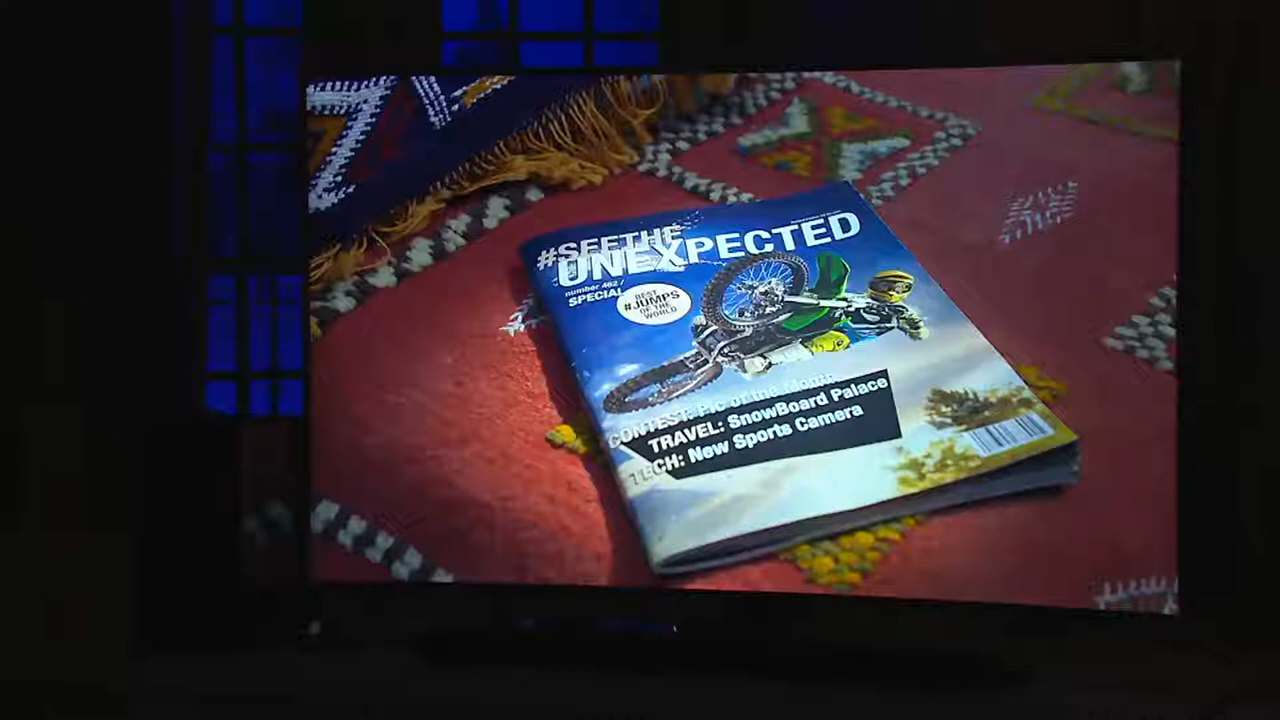 #SEETHE
UNEXPECTED
number 462 /
SPECIAL
BEST
#JUMPS
OF THE
WORLD
CONTEST: Pic of the Month
TRAVEL: SnowBoard Palace
TECH: New Sports Camera